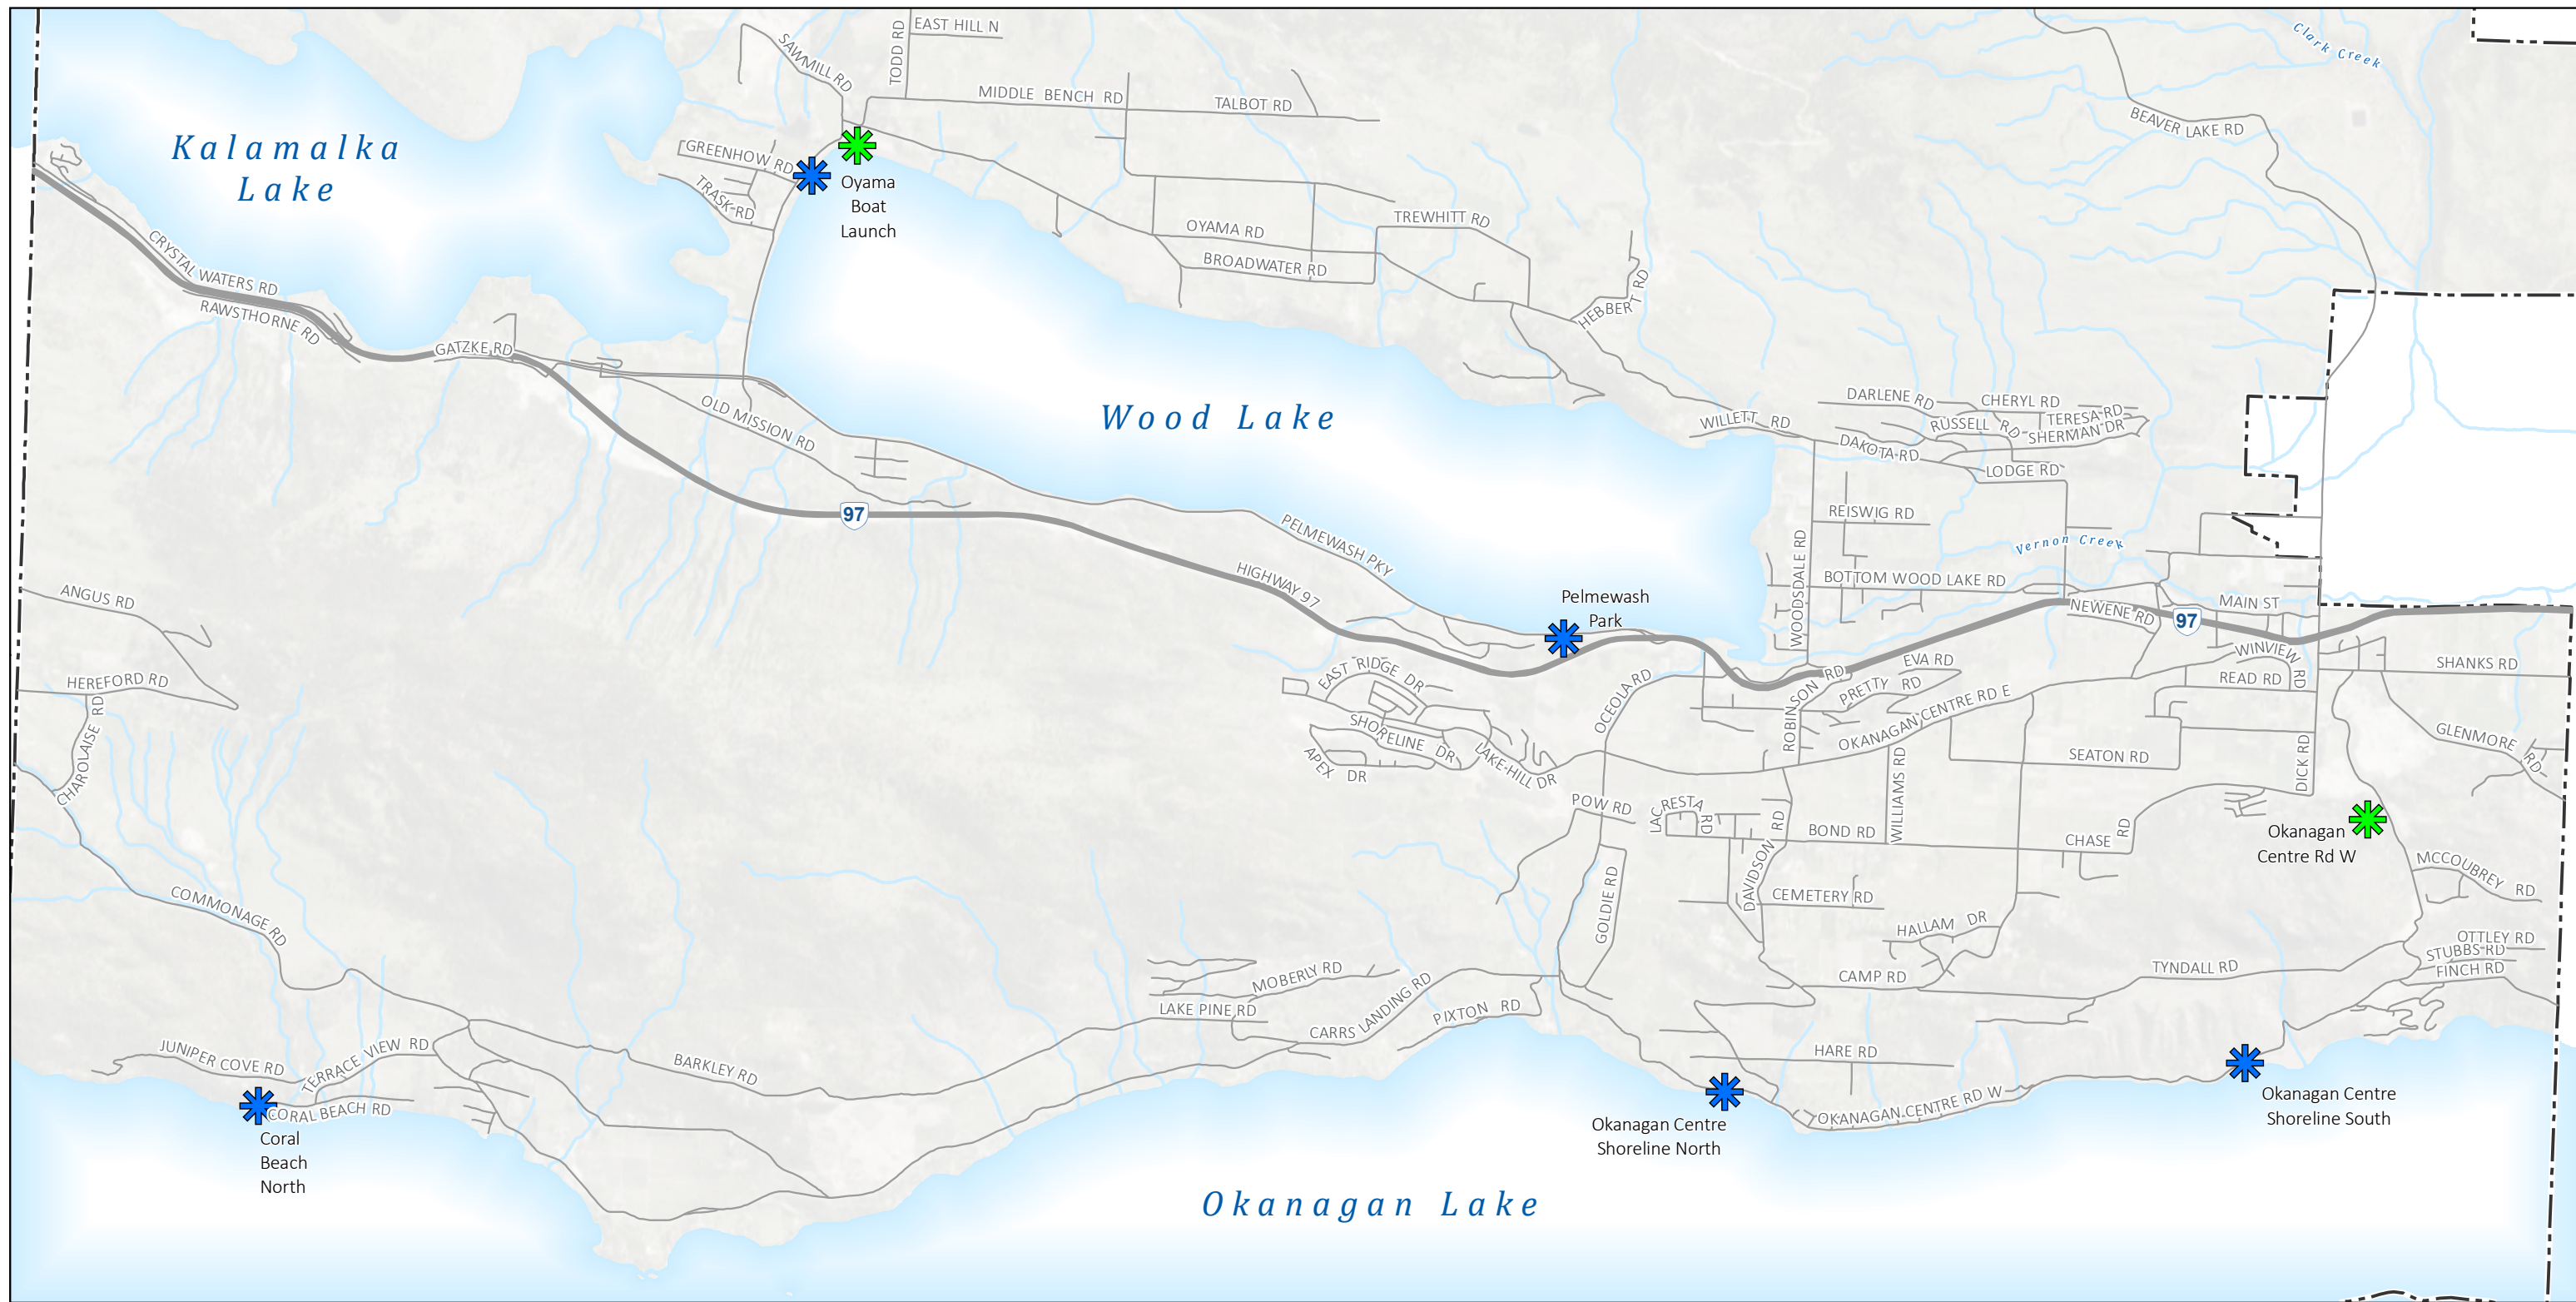 EAST HILL N
TODD RD
SAWMILL RD
MIDDLE BENCH RD
TALBOT RD
Clark Creek
BEAVER LAKE RD
Kalamalka
Lake
GREENHOW RD
TRASK RD
Oyama
Boat
Launch
OYAMA RD
TREWHITT RD
BROADWATER RD
HEBBERT RD
CRYSTAL WATERS RD
RAWSTHORNE RD
GATZKE RD
OLD MISSION RD
Wood Lake
WILLETT RD
DARLENE RD
CHERYL RD
TERESA RD
RUSSELL RD
SHERMAN DR
DAKOTA RD
LODGE RD
REISWIG RD
97
PELMEWASH PKY
HIGHWAY 97
WOODSDALE RD
Vernon Creek
BOTTOM WOOD LAKE RD
Pelmewash
Park
NEWENE RD
MAIN ST
97
ANGUS RD
HEREFORD RD
CHAROLAISE RD
EAST RIDGE DR
SHORELINE DR
APEX DR
LAKE-HILL DR
OCEOLA RD
ROBINSON RD
PRETTY RD
EVA RD
OKANAGAN CENTRE RD E
WINVIEW RD
READ RD
SHANKS RD
GLENMORE RD
SEATON RD
DICK RD
WILLIAMS RD
POW RD
LAC RESTA RD
BOND RD
CHASE RD
DAVIDSON RD
Okanagan
Centre Rd W
MCCOUBREY RD
GOLDIE RD
CEMETERY RD
HALLAM DR
COMMONAGE RD
OTTLEY RD
STUBBS RD
FINCH RD
TYNDALL RD
CAMP RD
MOBERLY RD
LAKE PINE RD
CARRS LANDING RD
PIXTON RD
JUNIPER COVE RD
TERRACE VIEW RD
BARKLEY RD
HARE RD
CORAL BEACH RD
Coral
Beach
North
OKANAGAN CENTRE RD W
Okanagan Centre
Shoreline North
Okanagan Centre
Shoreline South
Okanagan Lake